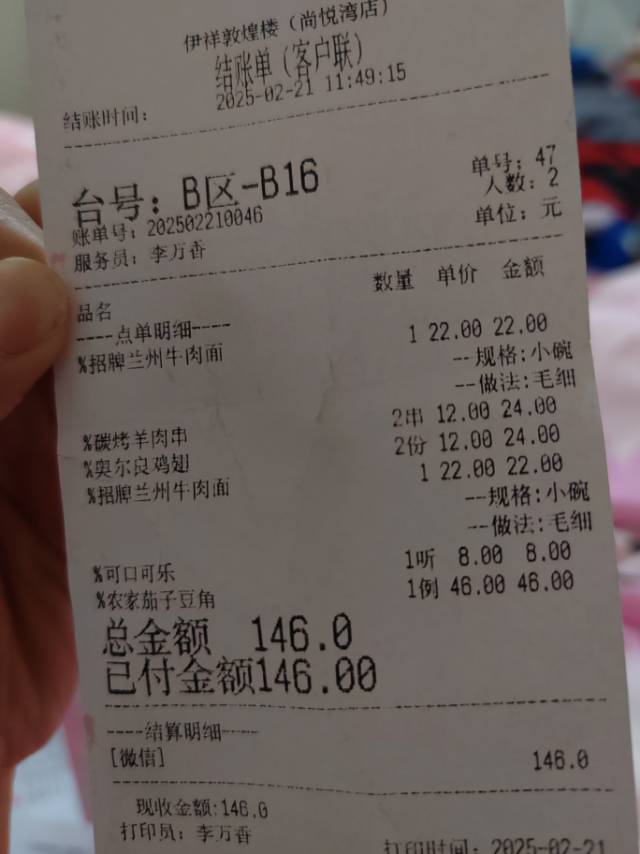 伊祥敦煌楼（尚悦湾店）
结账单（客户联）
结账时间： 2025-02-21 11:49:15
台号：B区-B16 单号：47
账单号：202502210046 人数：2
服务员：李万香 单位：元
品名 数量 单价 金额
----点单明细----
%招牌兰州牛肉面 1 22.00 22.00
--规格:小碗
--做法:毛细
%碳烤羊肉串 2串 12.00 24.00
%奥尔良鸡翅 2份 12.00 24.00
%招牌兰州牛肉面 1 22.00 22.00
--规格:小碗
--做法:毛细
%可口可乐 1听 8.00 8.00
%农家茄子豆角 1例 46.00 46.00
总金额 146.0
已付金额146.00
----结算明细----
[微信] 146.0
现收金额:146.0
打印员：李万香 打印时间：2025-02-21